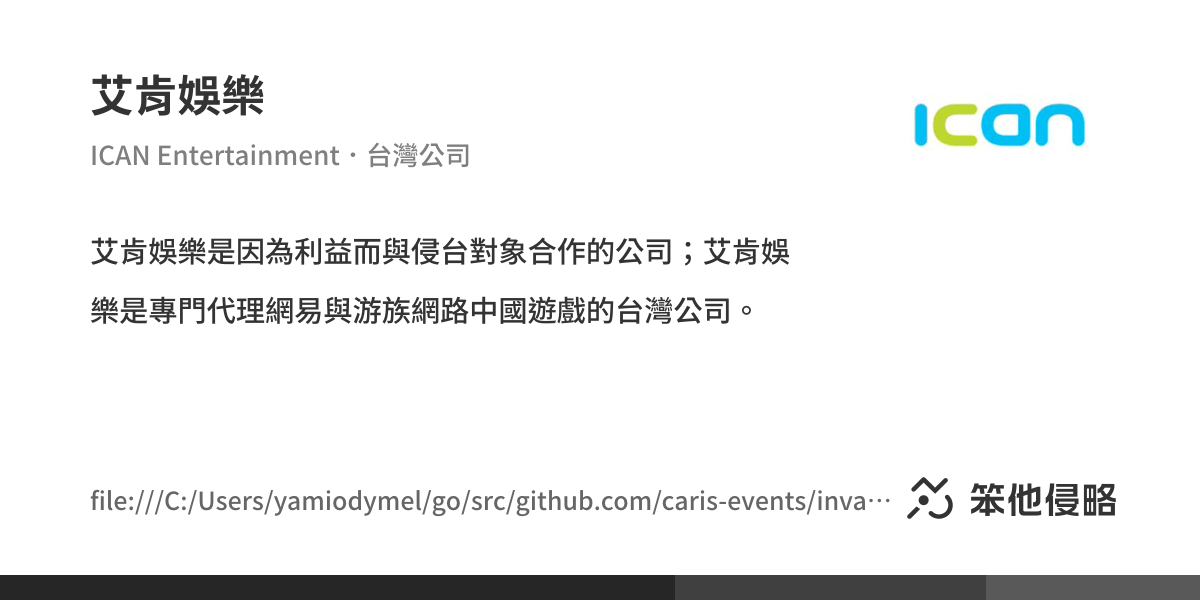 艾肯娛樂
ican
ICAN Entertainment · 台灣公司
艾肯娛樂是因為利益而與侵台對象合作的公司；艾肯娛
樂是專門代理網易與游族網路中國遊戲的台灣公司。
file:///C:/Users/yamiodymel/go/src/github.com/caris-events/inva…
笨他侵略